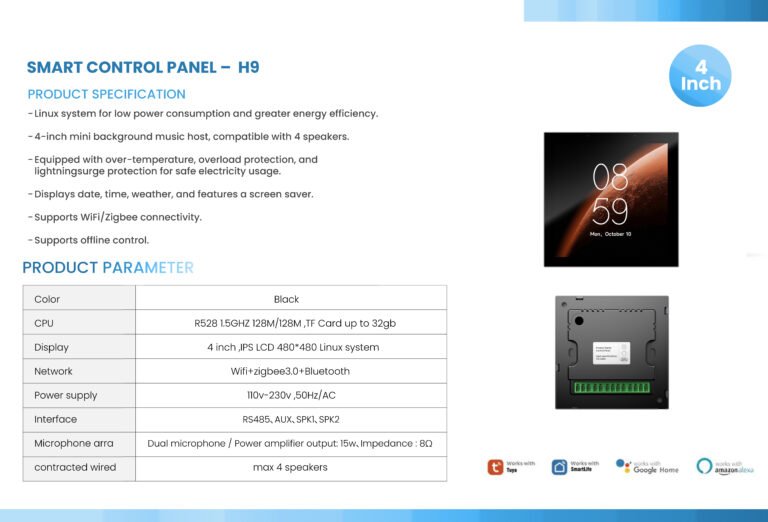 4
Inch
SMART CONTROL PANEL – H9
PRODUCT SPECIFICATION
-Linux system for low power consumption and greater energy efficiency.
-4-inch mini background music host, compatible with 4 speakers.
-Equipped with over-temperature, overload protection, and
lightningsurge protection for safe electricity usage.
-Displays date, time, weather, and features a screen saver.
-Supports WiFi/Zigbee connectivity.
-Supports offline control.
08
59
Mon, October 10
PRODUCT PARAMETER
Color Black
CPU R528 1.5GHZ 128M/128M ,TF Card up to 32gb
Display 4 inch ,IPS LCD 480*480 Linux system
Network Wifi+zigbee3.0+Bluetooth
Power supply 110v-230v ,50Hz/AC
Interface RS485、AUX、SPK1、SPK2
Microphone arra Dual microphone / Power amplifier output: 15w、Impedance : 8Ω
contracted wired max 4 speakers
Works with
Tuya
Works with
SmartLife
works with
Google Home
works with
amazon alexa